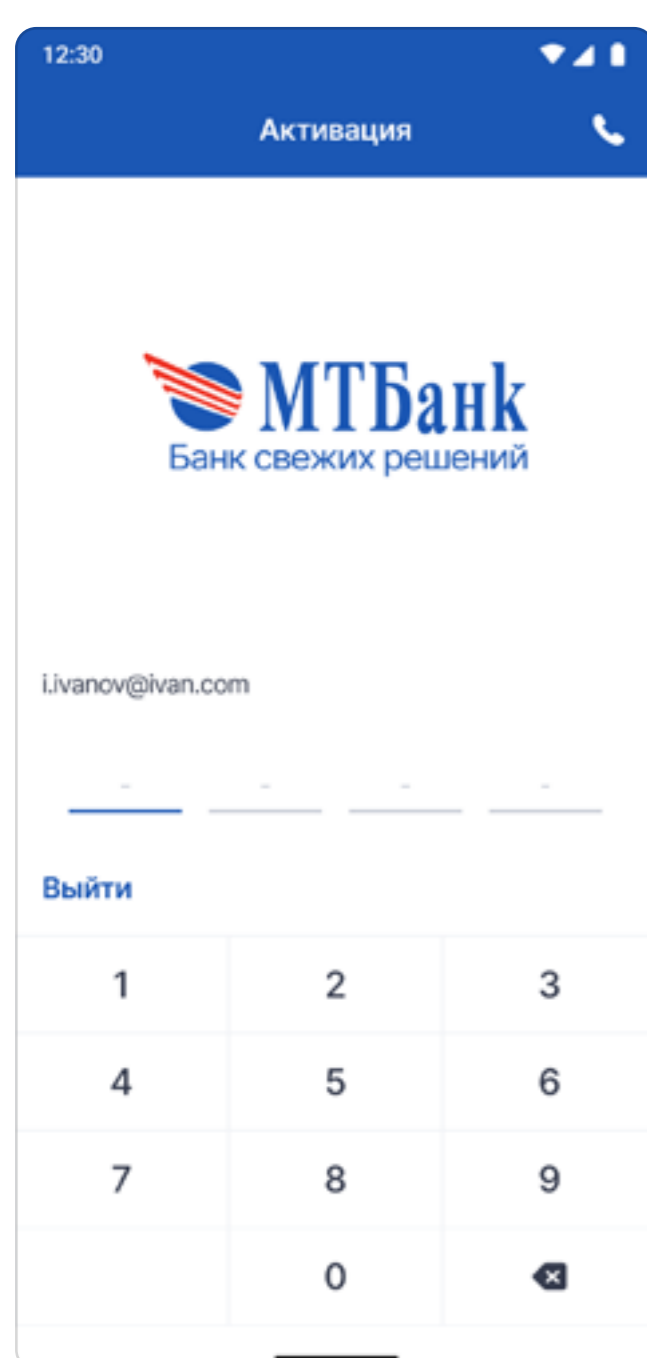 12:30
Активация
МТБанк
Банк свежих решений
i.ivanov@ivan.com
- - - -
Выйти
1 2 3
4 5 6
7 8 9
0